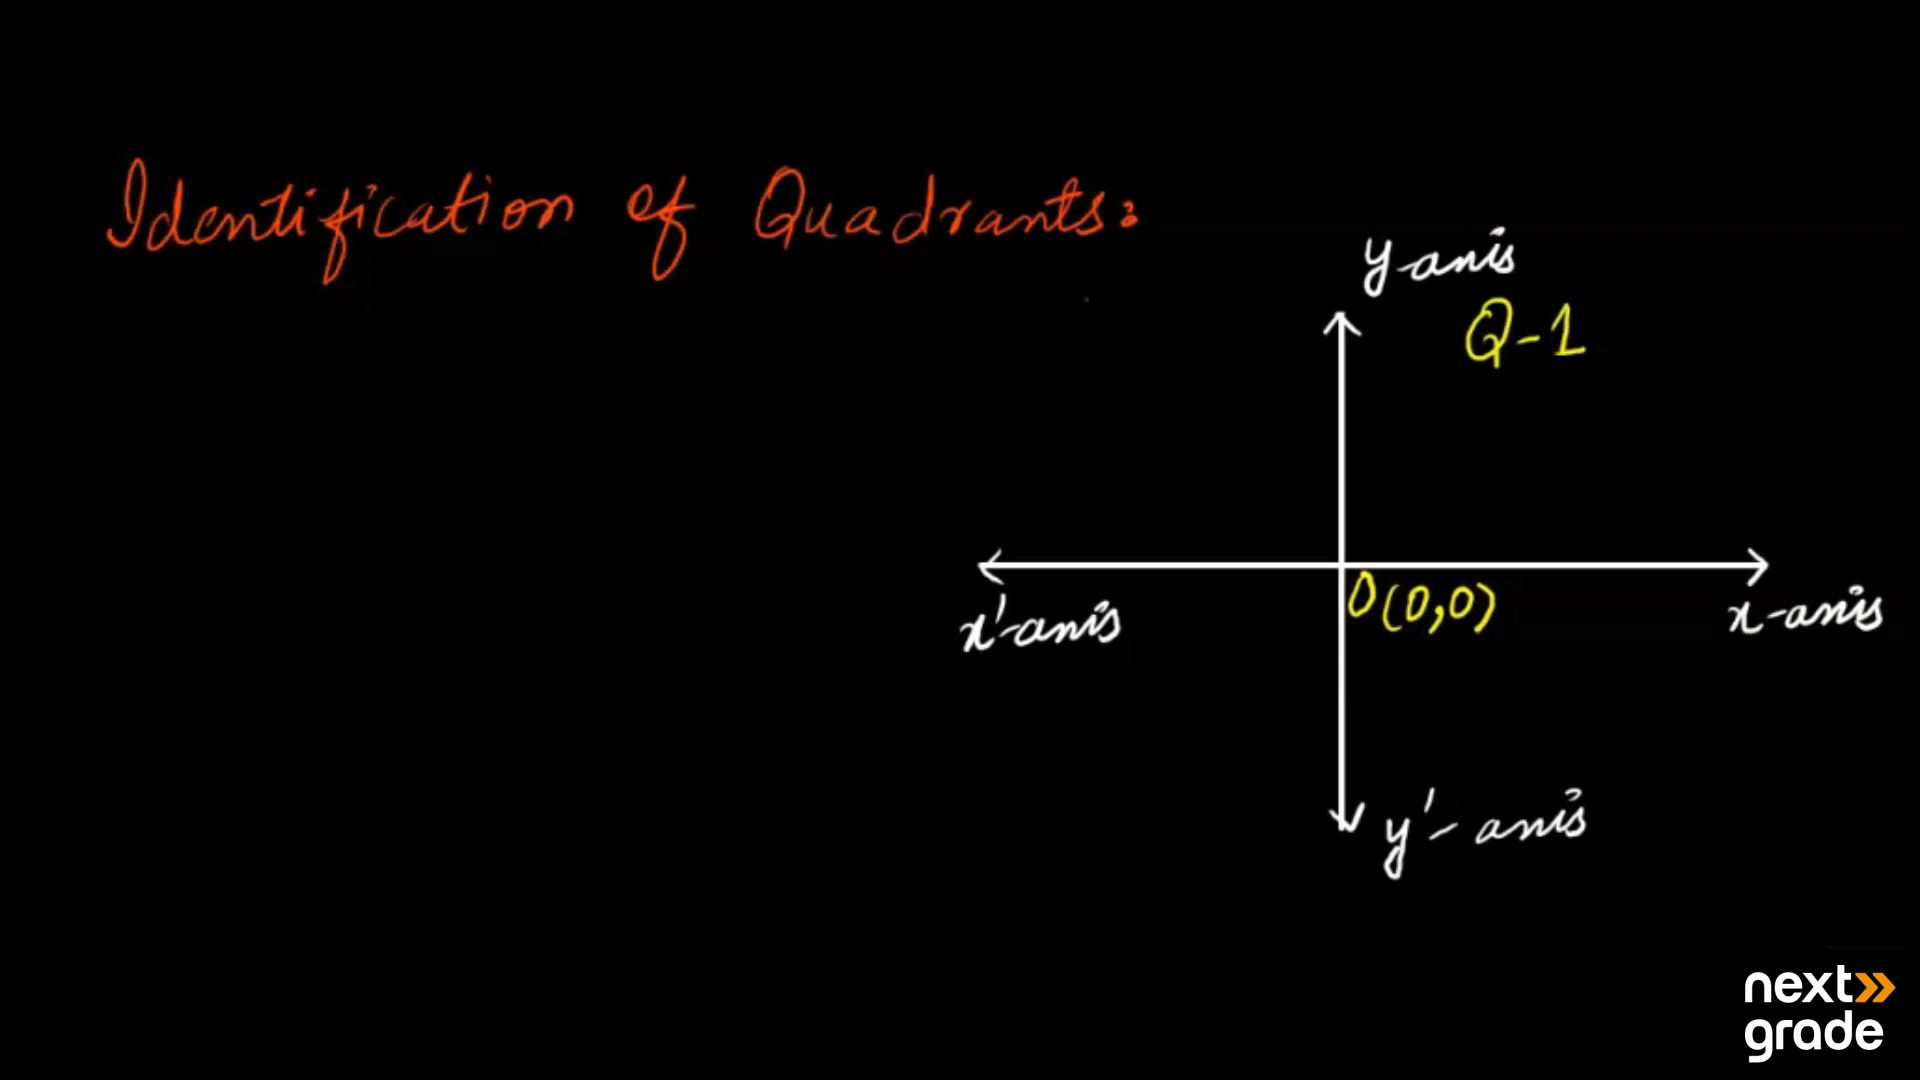 Identification of Quadrants:
y-axis
Q-1
O(0,0)
x'-axis
x-axis
y'-axis
next
grade